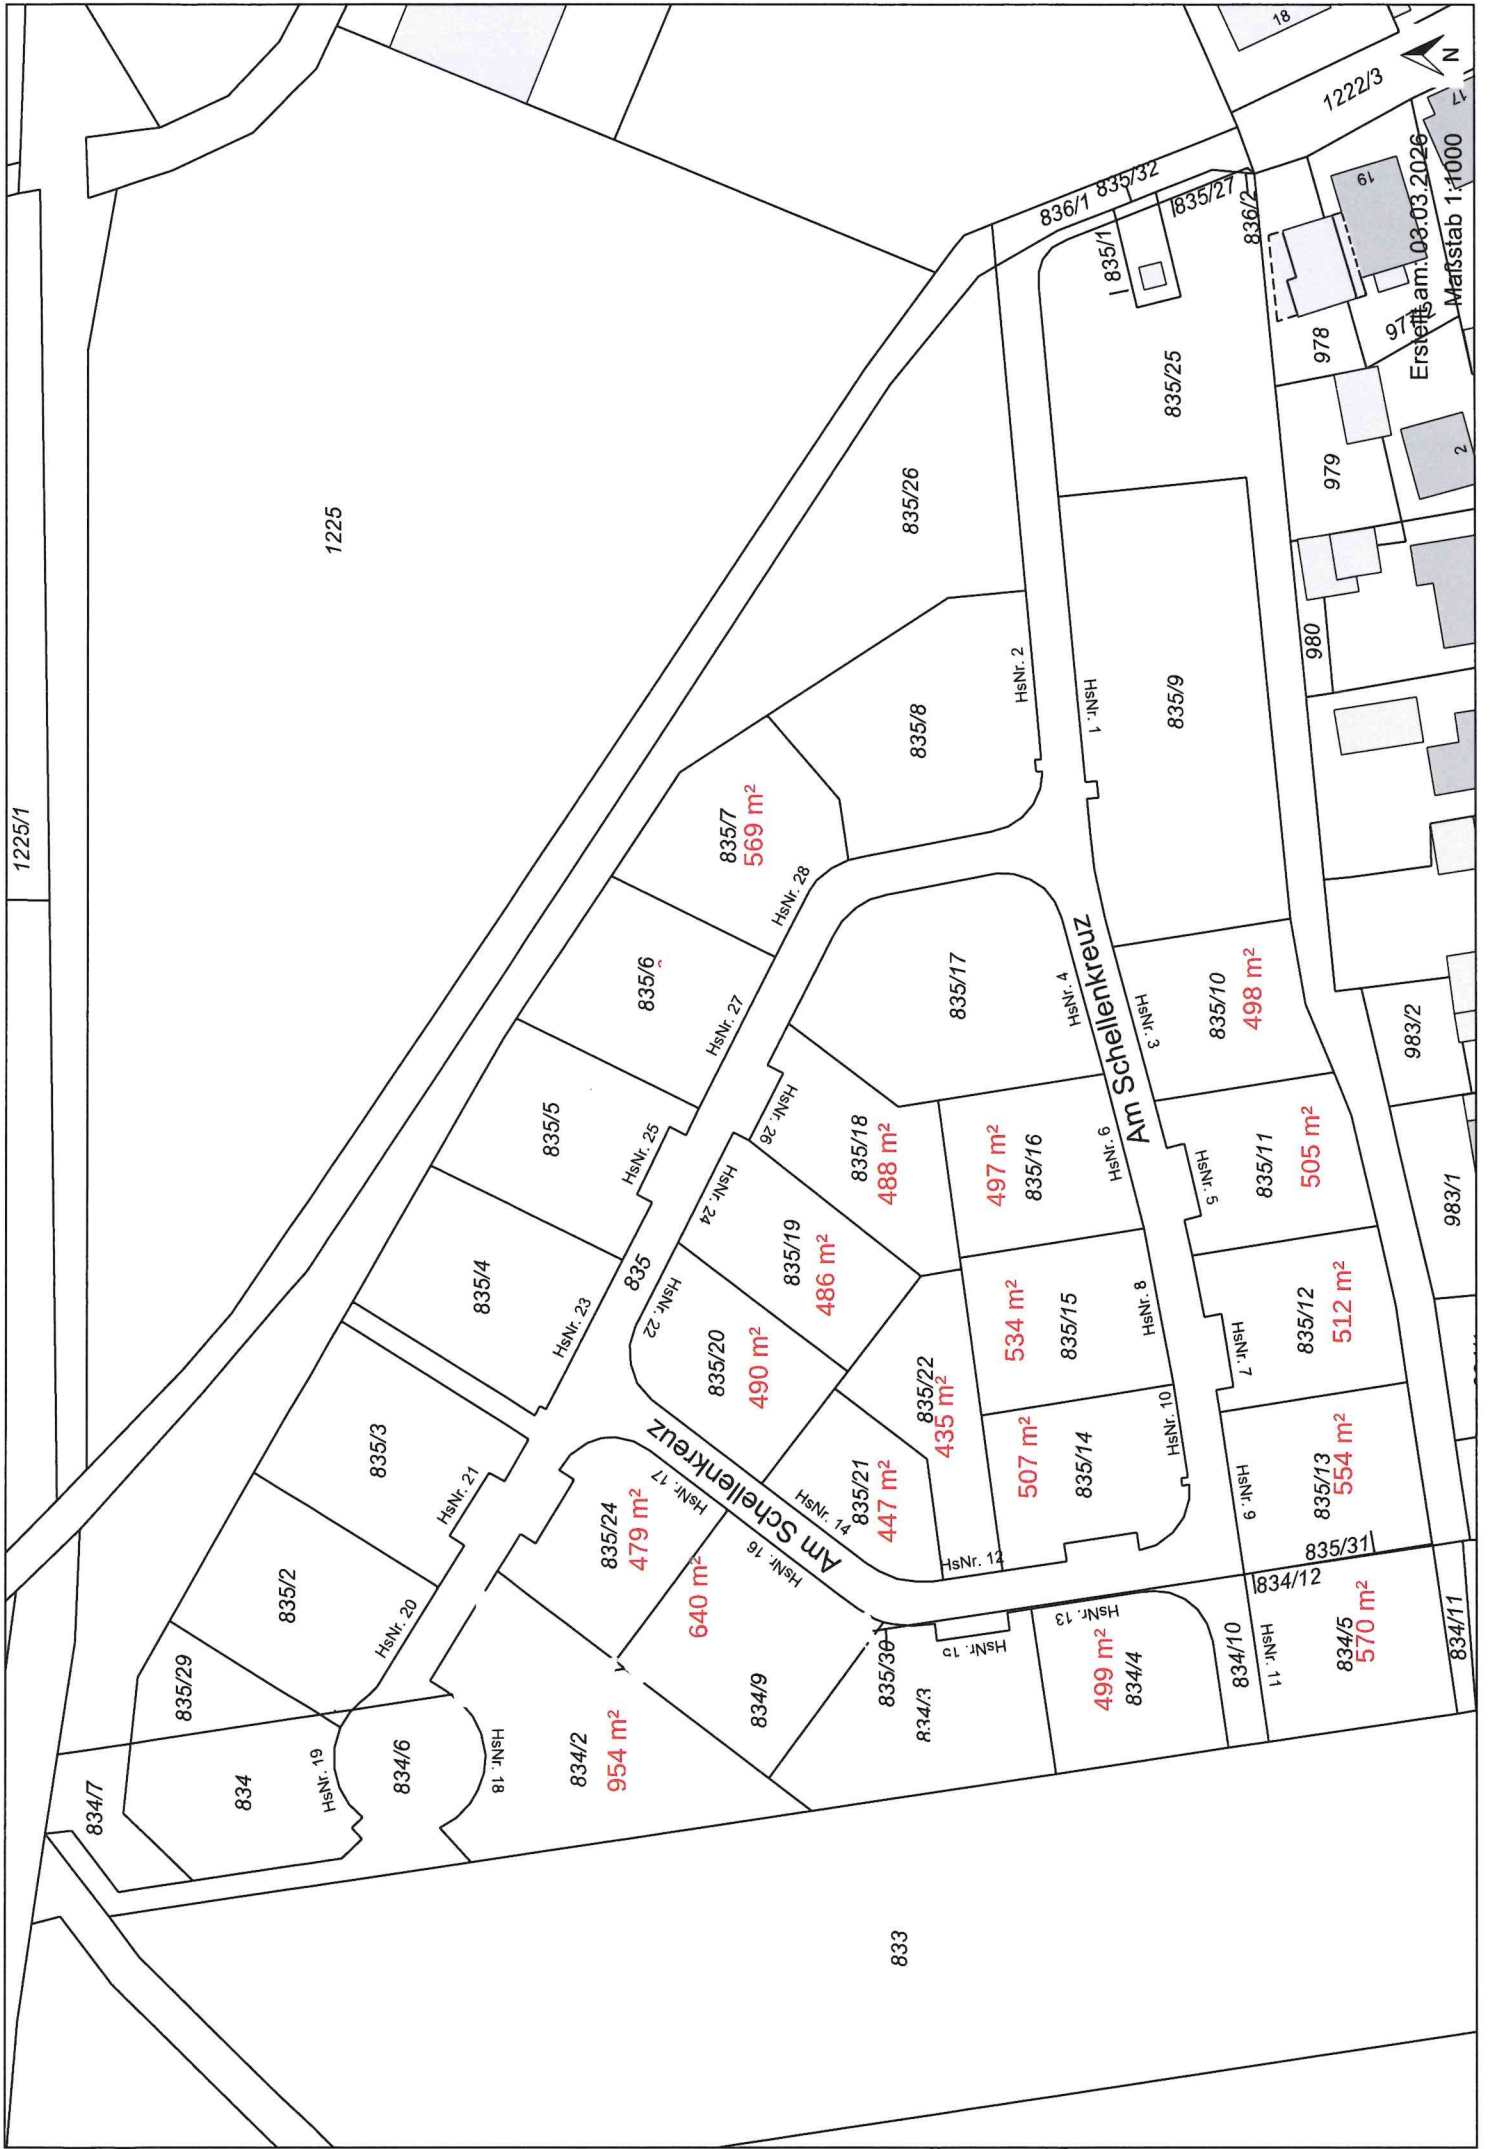 1225/1
1225
18
1222/3
N
17
19
Erstellt am: 03.03.2026
Maßstab 1:1000
836/1
835/32
835/27
836/2
835/1
978
977/2
979
2
980
835/25
835/26
HsNr. 2
HsNr. 1
835/8
835/9
835/7
569 m²
HsNr. 28
835/6
HsNr. 27
835/17
HsNr. 4
Am Schellenkreuz
HsNr. 3
835/10
498 m²
983/2
835/5
HsNr. 25
HsNr. 26
835/18
488 m²
497 m²
835/16
HsNr. 6
HsNr. 5
835/11
505 m²
983/1
835/4
HsNr. 23
835
HsNr. 24
HsNr. 22
835/19
486 m²
835/20
490 m²
835/22
435 m²
534 m²
835/15
HsNr. 8
HsNr. 7
835/12
512 m²
835/3
HsNr. 21
Am Schellenkreuz
HsNr. 17
HsNr. 14
HsNr. 16
835/24
479 m²
835/21
447 m²
HsNr. 12
507 m²
835/14
HsNr. 10
HsNr. 9
835/13
554 m²
835/31
835/2
HsNr. 20
640 m²
834/9
835/30
834/3
HsNr. 15
HsNr. 13
499 m²
834/4
834/10
834/12
HsNr. 11
834/5
570 m²
834/11
835/29
834/7
834
HsNr. 19
834/6
HsNr. 18
834/2
954 m²
833